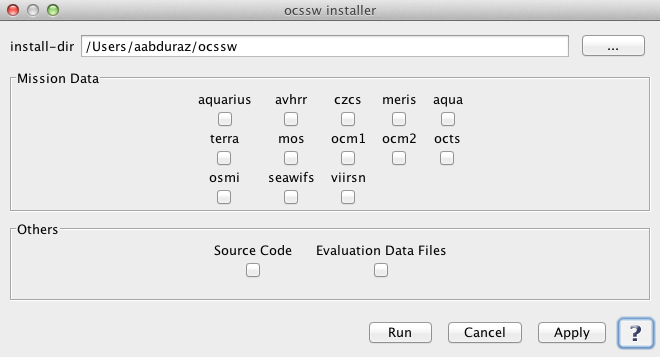 ocssw installer
install-dir /Users/aabduraz/ocssw ...
Mission Data
aquarius avhrr czcs meris aqua
terra mos ocm1 ocm2 octs
osmi seawifs viirsn
Others
Source Code Evaluation Data Files
Run Cancel Apply ?